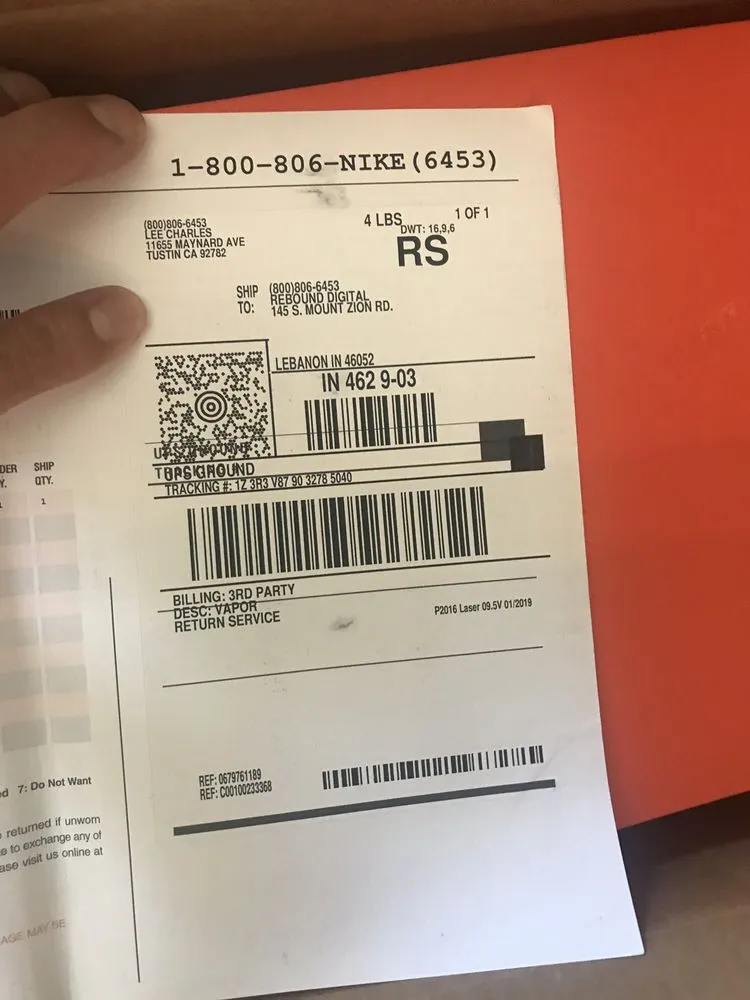 1-800-806-NIKE(6453)
(800)806-6453
LEE CHARLES
11655 MAYNARD AVE
TUSTIN CA 92782
4 LBS
1 OF 1
DWT: 16,9,6
RS
SHIP
TO:
(800)806-6453
REBOUND DIGITAL
145 S. MOUNT ZION RD.
LEBANON IN 46052
IN 462 9-03
UPS GROUND
TRACKING #: 1Z 3R3 V87 90 3278 5040
BILLING: 3RD PARTY
DESC: VAPOR
RETURN SERVICE
P2016 Laser 09.5V 01/2019
REF: 0679761189
REF: C00100233368
DER
SHIP
Y.
QTY.
1
7: Do Not Want
returned if unworn
to exchange any of
visit us online at
MAY BE